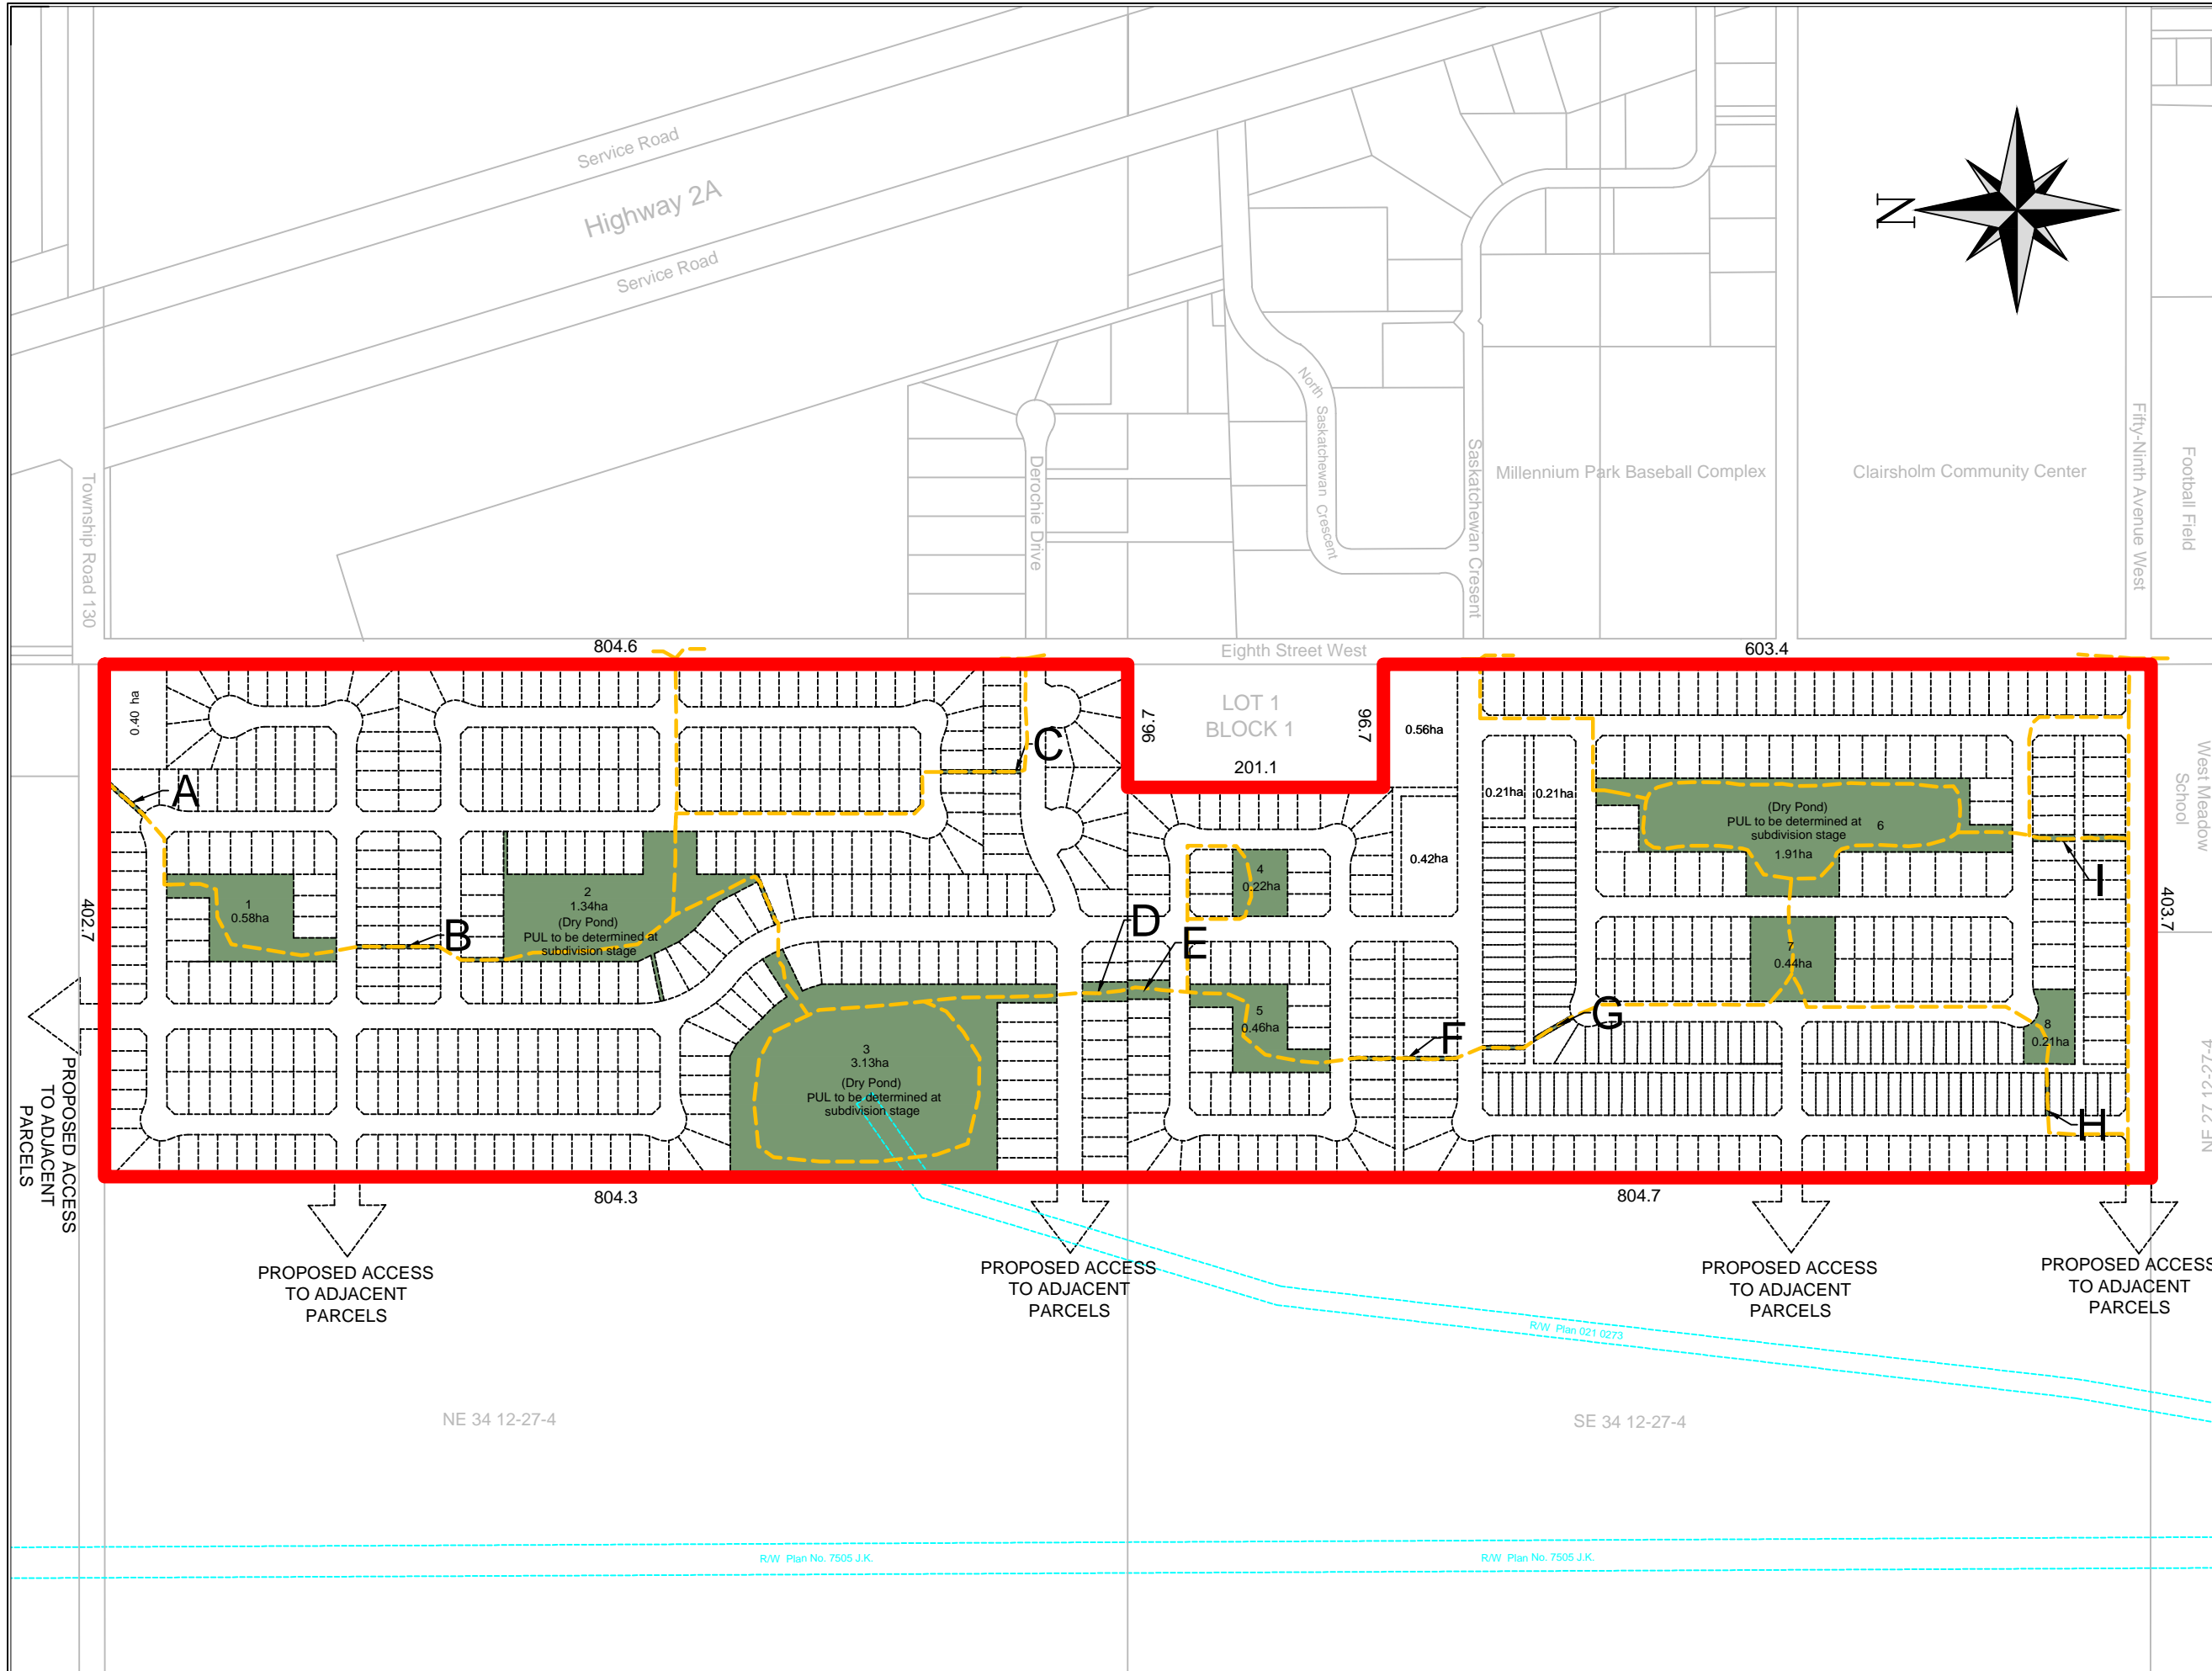 Service Road
Highway 2A
Service Road
N
Township Road 130
Derochie Drive
North Saskatchewan Crescent
Saskatchewan Cresent
Millennium Park Baseball Complex
Clairsholm Community Center
Fifty-Ninth Avenue West
Football Field
804.6
Eighth Street West
603.4
0.40 ha
LOT 1
BLOCK 1
96.7
96.7
201.1
0.56ha
0.42ha
0.21ha
0.21ha
West Meadow
School
A
B
C
D
E
F
G
H
I
1
0.58ha
2
1.34ha
(Dry Pond)
PUL to be determined at
subdivision stage
3
3.13ha
(Dry Pond)
PUL to be determined at
subdivision stage
4
0.22ha
5
0.46ha
(Dry Pond)
PUL to be determined at
subdivision stage
6
1.91ha
7
0.44ha
8
0.21ha
402.7
403.7
NE 27 12-27-4
804.3
804.7
PROPOSED ACCESS
TO ADJACENT
PARCELS
PROPOSED ACCESS
TO ADJACENT
PARCELS
PROPOSED ACCESS
TO ADJACENT
PARCELS
PROPOSED ACCESS
TO ADJACENT
PARCELS
PROPOSED ACCESS
TO ADJACENT
PARCELS
R/W Plan 021 0273
NE 34 12-27-4
SE 34 12-27-4
R/W Plan No. 7505 J.K.
R/W Plan No. 7505 J.K.